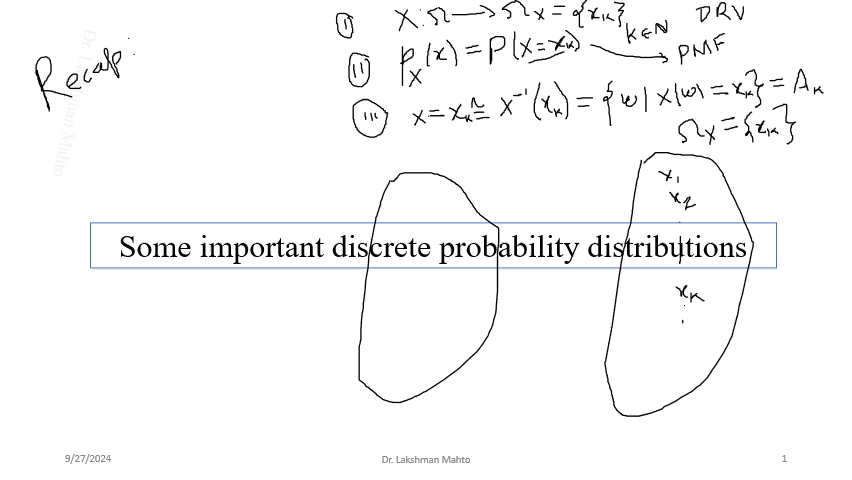 Recap:
(i) X: Ω → Ω_X = {x_k} k∈N DRV
(ii) p_X(x) = P(X = x_k) → PMF
(iii) X = x_k ≙ X⁻¹(x_k) = {ω | X(ω) = x_k} = A_k
Ω_X = {x_k}
x_1
x_2
Some important discrete probability distributions
x_k
9/27/2024 Dr. Lakshman Mahto 1